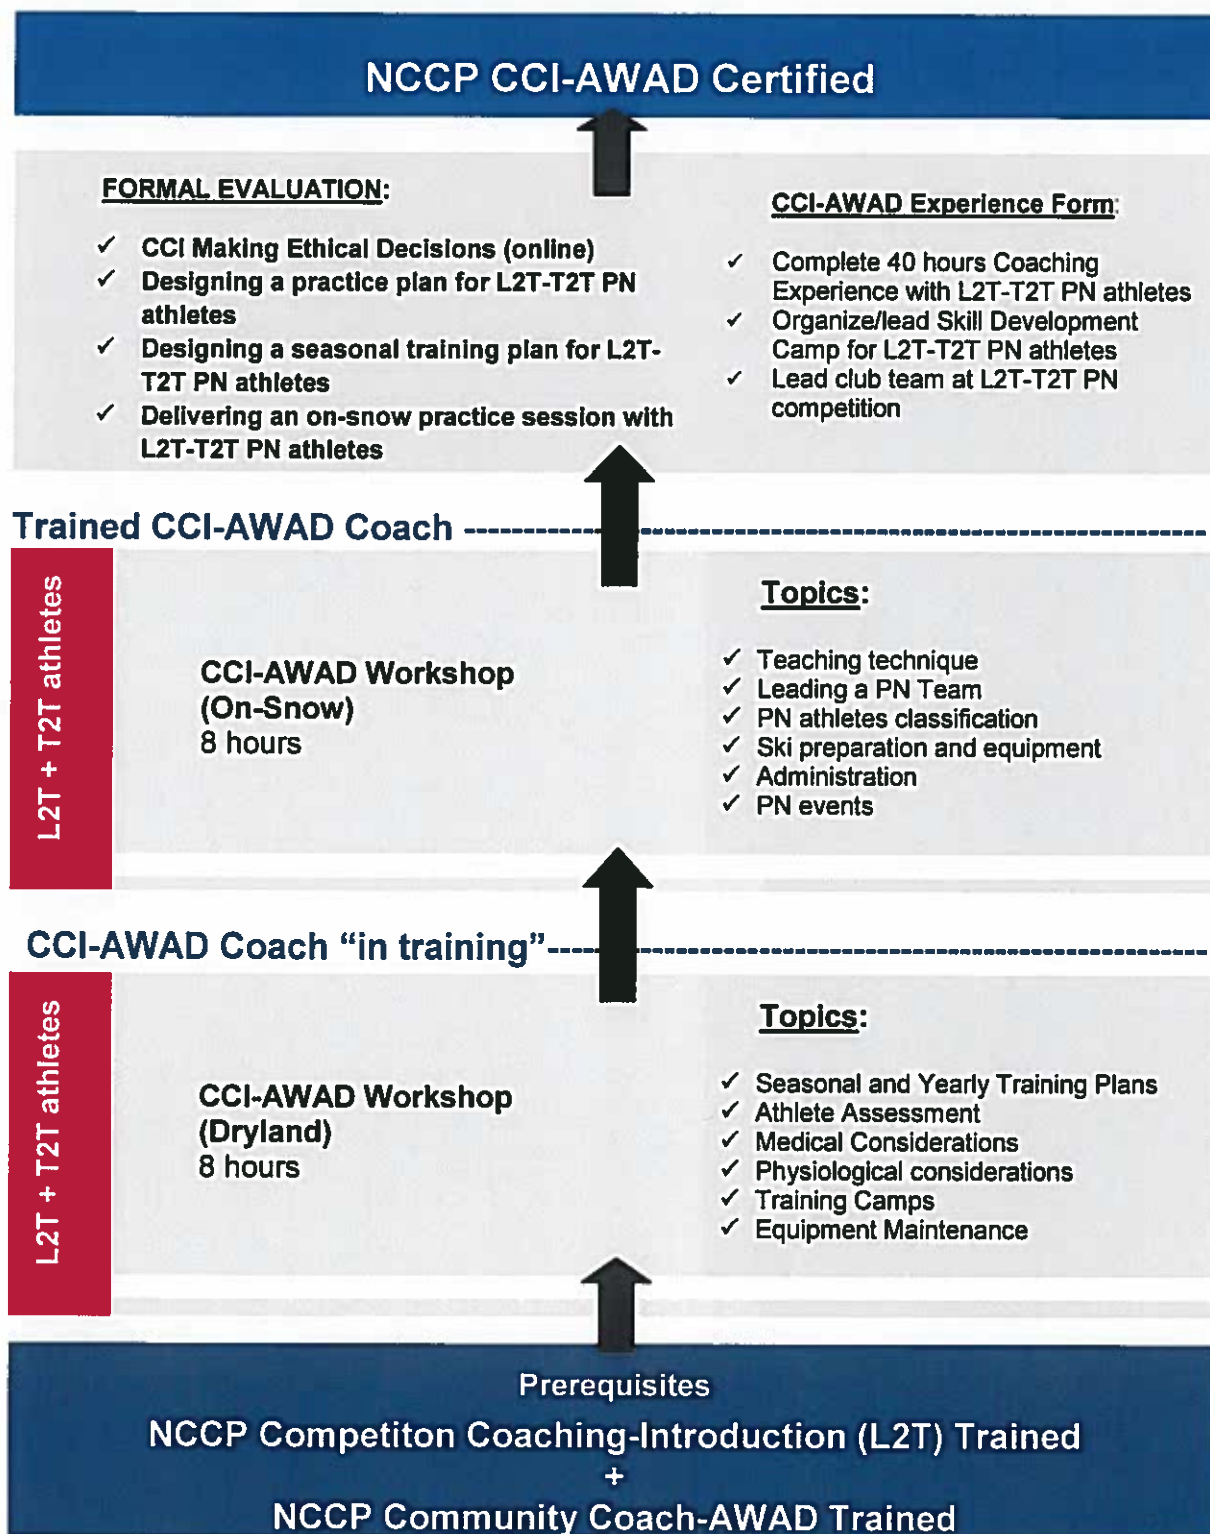 NCCP CCI-AWAD Certified
FORMAL EVALUATION:
✓ CCI Making Ethical Decisions (online)
✓ Designing a practice plan for L2T-T2T PN
athletes
✓ Designing a seasonal training plan for L2T-
T2T PN athletes
✓ Delivering an on-snow practice session with
L2T-T2T PN athletes
CCI-AWAD Experience Form:
✓ Complete 40 hours Coaching
Experience with L2T-T2T PN athletes
✓ Organize/lead Skill Development
Camp for L2T-T2T PN athletes
✓ Lead club team at L2T-T2T PN
competition
Trained CCI-AWAD Coach
L2T + T2T athletes
CCI-AWAD Workshop
(On-Snow)
8 hours
Topics:
✓ Teaching technique
✓ Leading a PN Team
✓ PN athletes classification
✓ Ski preparation and equipment
✓ Administration
✓ PN events
CCI-AWAD Coach “in training”
L2T + T2T athletes
CCI-AWAD Workshop
(Dryland)
8 hours
Topics:
✓ Seasonal and Yearly Training Plans
✓ Athlete Assessment
✓ Medical Considerations
✓ Physiological considerations
✓ Training Camps
✓ Equipment Maintenance
Prerequisites
NCCP Competiton Coaching-Introduction (L2T) Trained
+
NCCP Community Coach-AWAD Trained